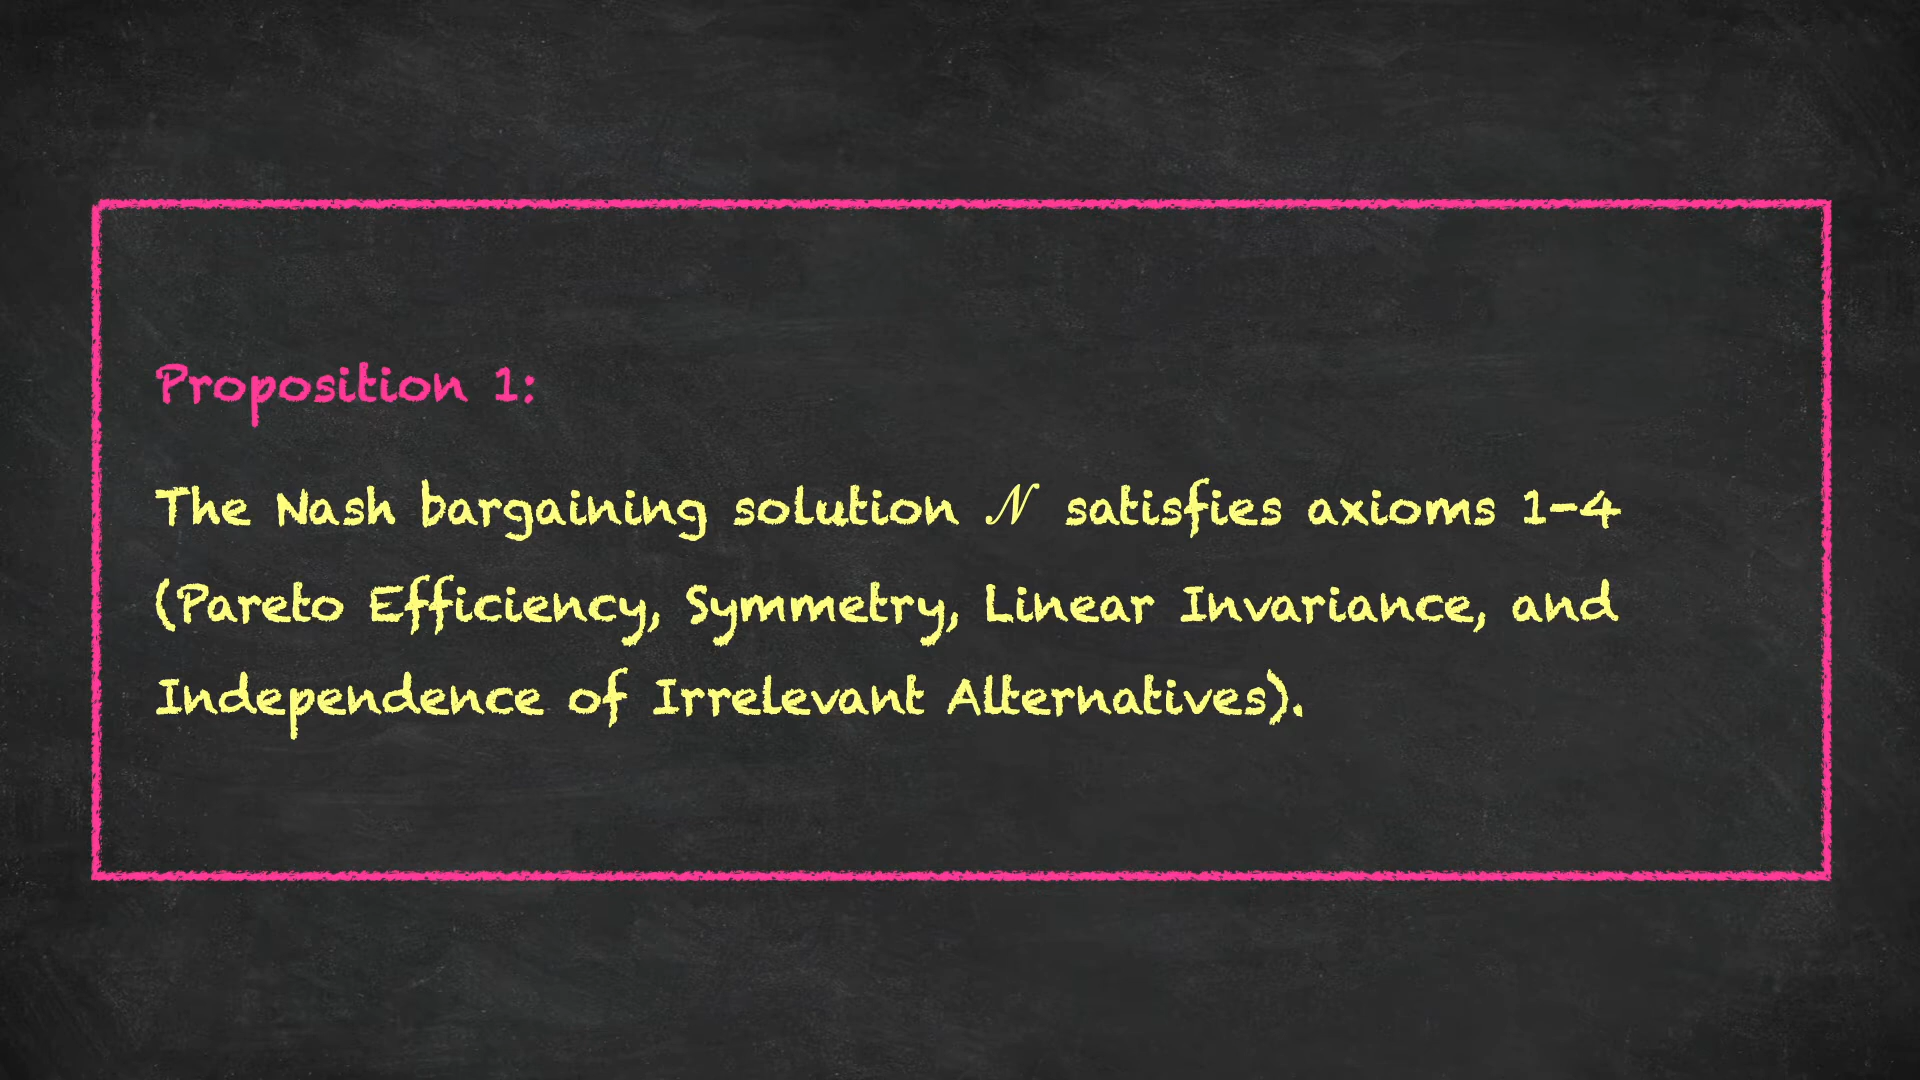 Proposition 1:
The Nash bargaining solution 𝒩 satisfies axioms 1-4
(Pareto Efficiency, Symmetry, Linear Invariance, and
Independence of Irrelevant Alternatives).